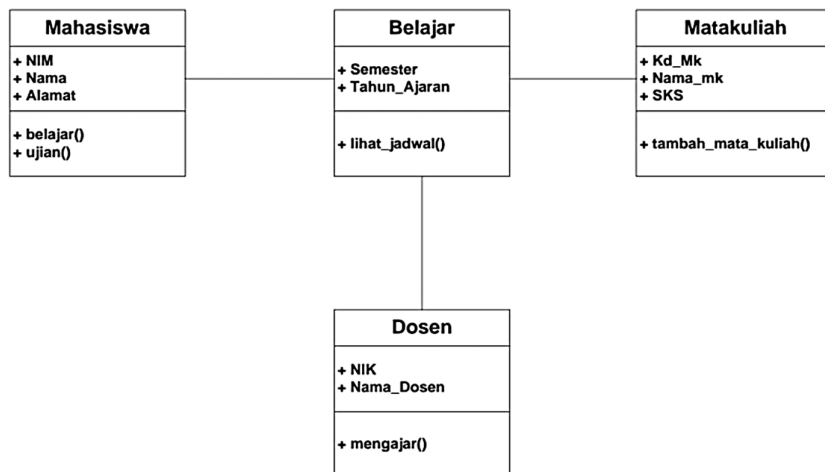 Mahasiswa
+ NIM
+ Nama
+ Alamat
+ belajar()
+ ujian()
Belajar
+ Semester
+ Tahun_Ajaran
+ lihat_jadwal()
Matakuliah
+ Kd_Mk
+ Nama_mk
+ SKS
+ tambah_mata_kuliah()
Dosen
+ NIK
+ Nama_Dosen
+ mengajar()